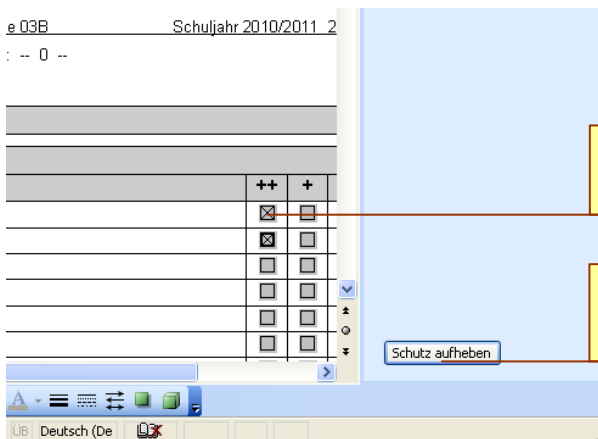 e 03B Schuljahr 2010/2011 2
: -- 0 --
++ +
Schutz aufheben
A
ÜB Deutsch (De